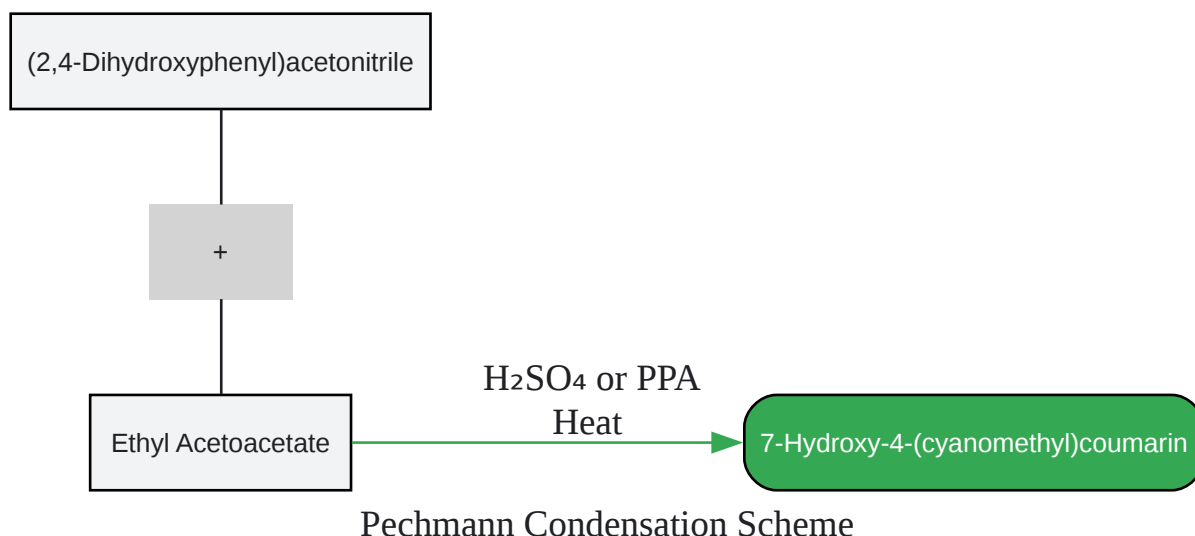 (2,4-Dihydroxyphenyl)acetonitrile
+
H₂SO₄ or PPA
Heat
Ethyl Acetoacetate
7-Hydroxy-4-(cyanomethyl)coumarin
Pechmann Condensation Scheme